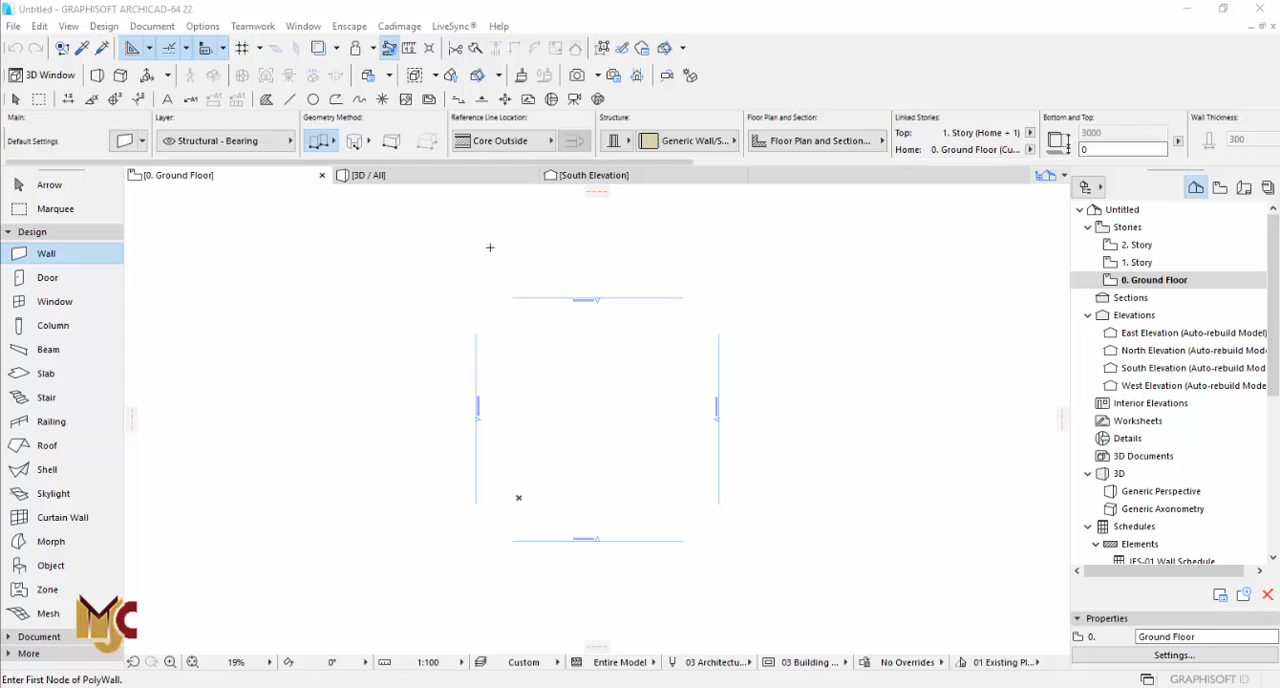 Untitled - GRAPHISOFT ARCHICAD-64 22
File Edit View Design Document Options Teamwork Window Enscape Cadimage LiveSync® Help
3D Window
Main: Layer: Geometry Method: Reference Line Location: Structure: Floor Plan and Section: Linked Stories: Bottom and Top: Wall Thickness:
Default Settings Structural - Bearing Core Outside Generic Wall/S... Floor Plan and Section... Top: 1. Story (Home + 1) 3000 300
Home: 0. Ground Floor (Cu... 0
[0. Ground Floor] [3D / All] [South Elevation]
Arrow
Marquee
Design
Wall
Door
Window
Column
Beam
Slab
Stair
Railing
Roof
Shell
Skylight
Curtain Wall
Morph
Object
Zone
Mesh
Document
More
MJC
Untitled
Stories
2. Story
1. Story
0. Ground Floor
Sections
Elevations
East Elevation (Auto-rebuild Model)
North Elevation (Auto-rebuild Mod
South Elevation (Auto-rebuild Mod
West Elevation (Auto-rebuild Mode
Interior Elevations
Worksheets
Details
3D Documents
3D
Generic Perspective
Generic Axonometry
Schedules
Elements
IES-01 Wall Schedule
Properties
0. Ground Floor
Settings...
19% 0° 1:100 Custom Entire Model 03 Architectu... 03 Building ... No Overrides 01 Existing Pl...
Enter First Node of PolyWall. GRAPHISOFT ID